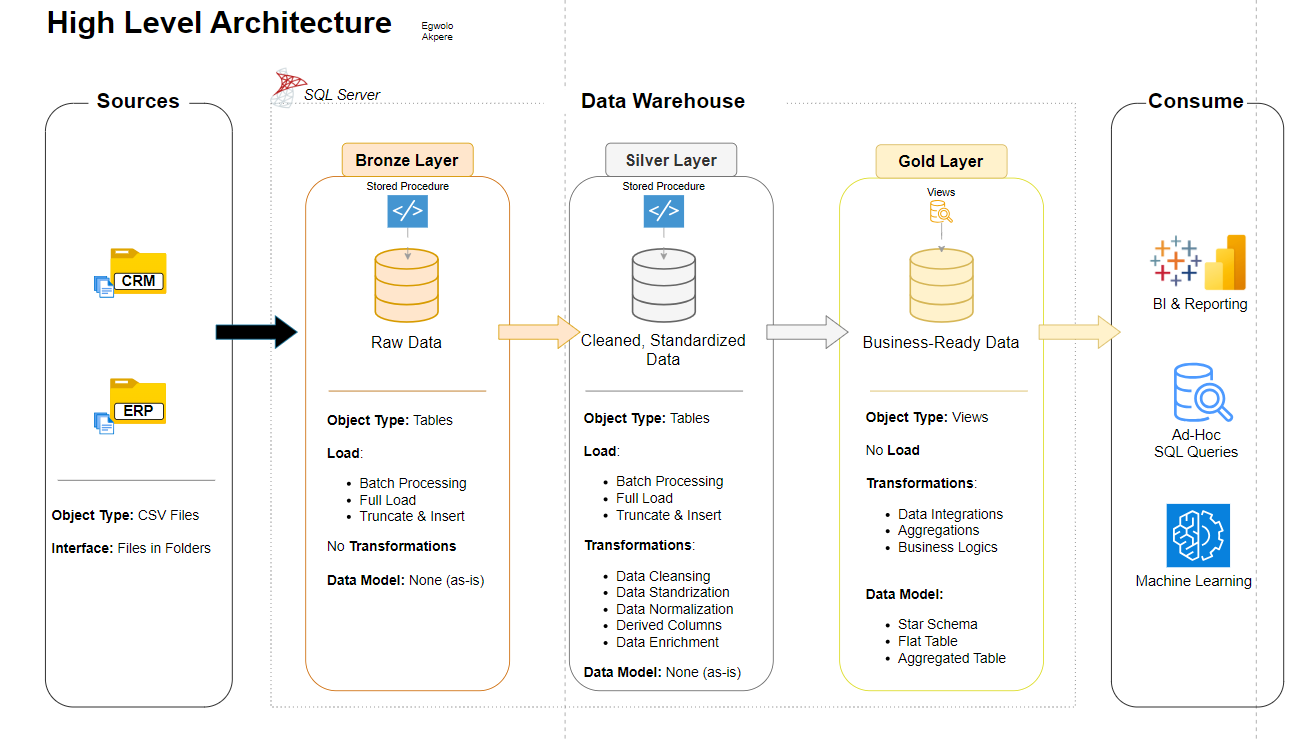 High Level Architecture
Egwolo
Akpere
Sources
CRM
ERP
Object Type: CSV Files
Interface: Files in Folders
SQL Server
Data Warehouse
Bronze Layer
Stored Procedure
</>
Raw Data
Object Type: Tables
Load:
• Batch Processing
• Full Load
• Truncate & Insert
No Transformations
Data Model: None (as-is)
Silver Layer
Stored Procedure
</>
Cleaned, Standardized
Data
Object Type: Tables
Load:
• Batch Processing
• Full Load
• Truncate & Insert
Transformations:
• Data Cleansing
• Data Standrization
• Data Normalization
• Derived Columns
• Data Enrichment
Data Model: None (as-is)
Gold Layer
Views
Business-Ready Data
Object Type: Views
No Load
Transformations:
• Data Integrations
• Aggregations
• Business Logics
Data Model:
• Star Schema
• Flat Table
• Aggregated Table
Consume
BI & Reporting
Ad-Hoc
SQL Queries
Machine Learning